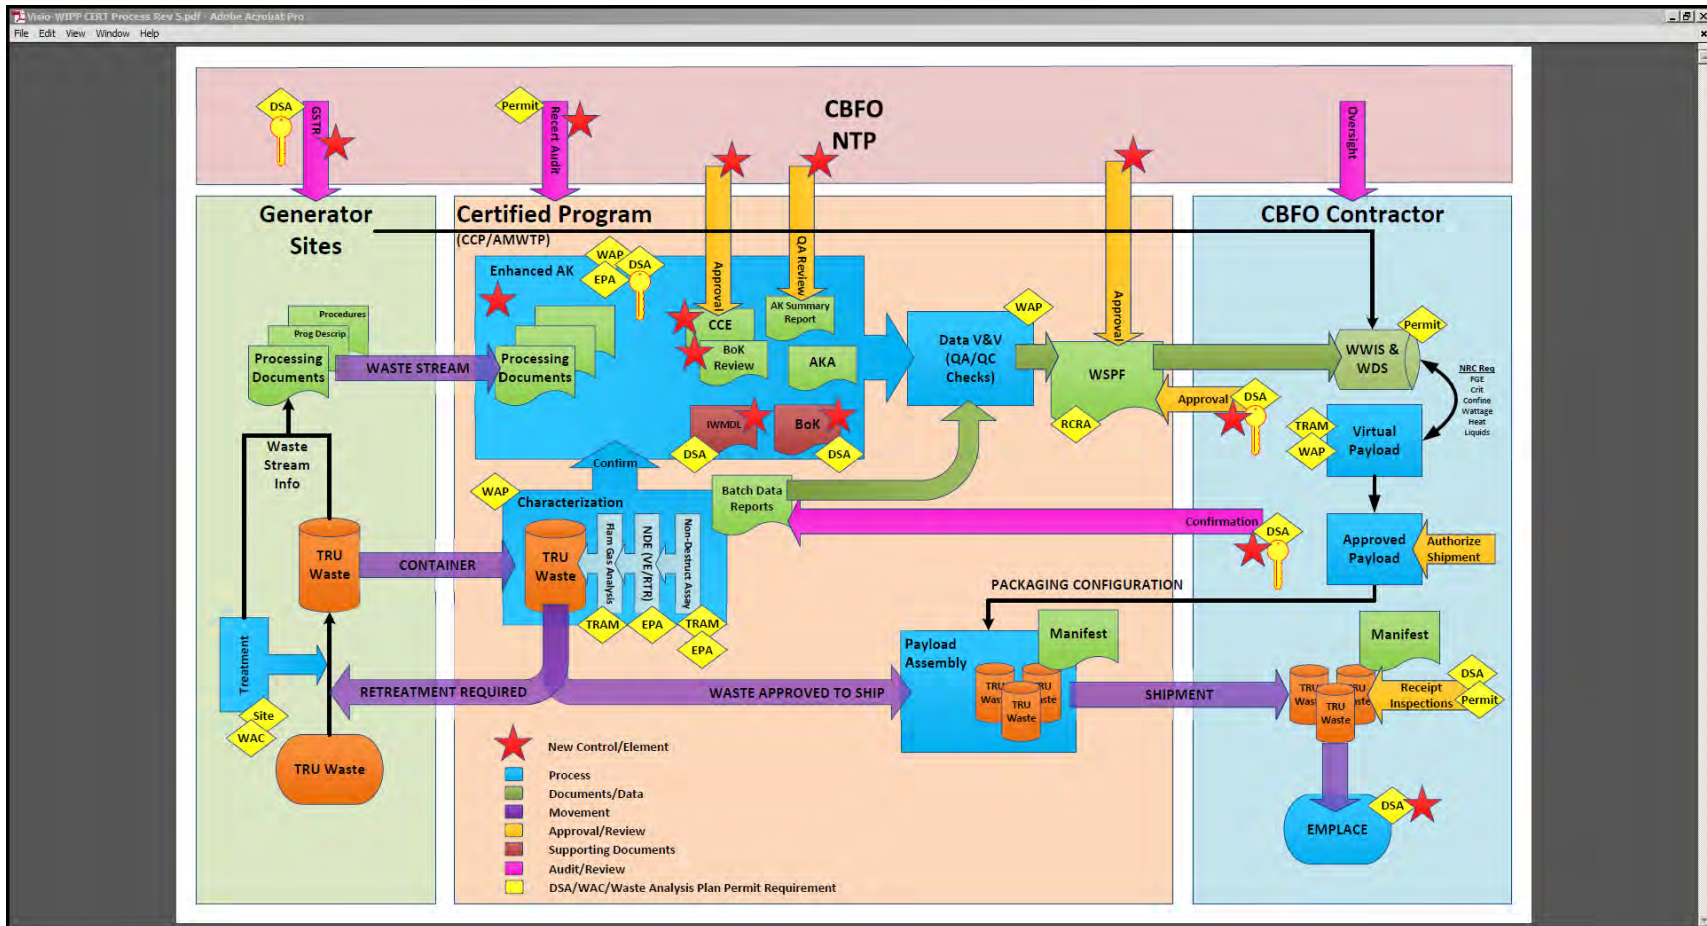 Visio-WIPP CERT Process Rev 5.pdf - Adobe Acrobat Pro
File Edit View Window Help
CBFO
NTP
DSA
GSTR
Permit
Recert Audit
Oversight
Generator
Sites
Certified Program
(CCP/AMWTP)
CBFO Contractor
Enhanced AK
WAP
EPA
DSA
Approval
QA Review
Approval
Procedures
Prog Descrip.
Processing
Documents
WASTE STREAM
Processing
Documents
CCE
BoK
Review
AK Summary
Report
AKA
IWMDL
BoK
DSA
DSA
Data V&V
(QA/QC
Checks)
WAP
WSPF
RCRA
Approval
DSA
WWIS &
WDS
Permit
NRC Req
FGE
Crit
Confine
Wattage
Heat
Liquids
TRAM
WAP
Virtual
Payload
Waste
Stream
Info
Confirm
WAP
Characterization
Batch Data
Reports
TRU
Waste
CONTAINER
TRU
Waste
Flam Gas Analysis
NDE (VE/RTR)
Non-Destruct Assay
TRAM
EPA
TRAM
EPA
Confirmation
DSA
Approved
Payload
Authorize
Shipment
PACKAGING CONFIGURATION
Treatment
Site
WAC
RETREATMENT REQUIRED
WASTE APPROVED TO SHIP
Payload
Assembly
Manifest
TRU
Waste
TRU
Waste
TRU
Waste
SHIPMENT
Manifest
TRU
Waste
TRU
Waste
TRU
Waste
Receipt
Inspections
DSA
Permit
TRU Waste
EMPLACE
DSA
New Control/Element
Process
Documents/Data
Movement
Approval/Review
Supporting Documents
Audit/Review
DSA/WAC/Waste Analysis Plan Permit Requirement